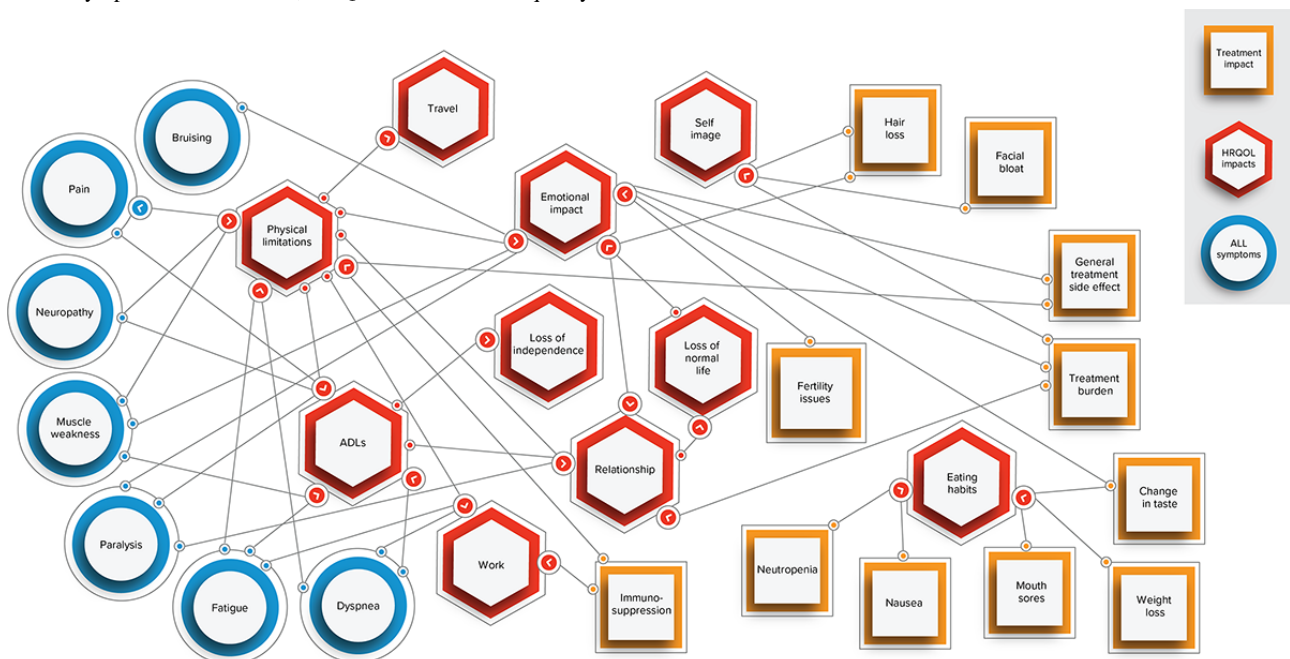 Travel
Bruising
Self
image
Hair
loss
Treatment
impact
Facial
bloat
HRQOL
impacts
Pain
Emotional
impact
Physical
limitations
ALL
symptoms
General
treatment
side effect
Neuropathy
Loss of
independence
Loss of
normal
life
Fertility
issues
Treatment
burden
Muscle
weakness
ADLs
Relationship
Eating
habits
Change
in taste
Paralysis
Work
Neutropenia
Immuno-
suppression
Fatigue
Dyspnea
Nausea
Mouth
sores
Weight
loss